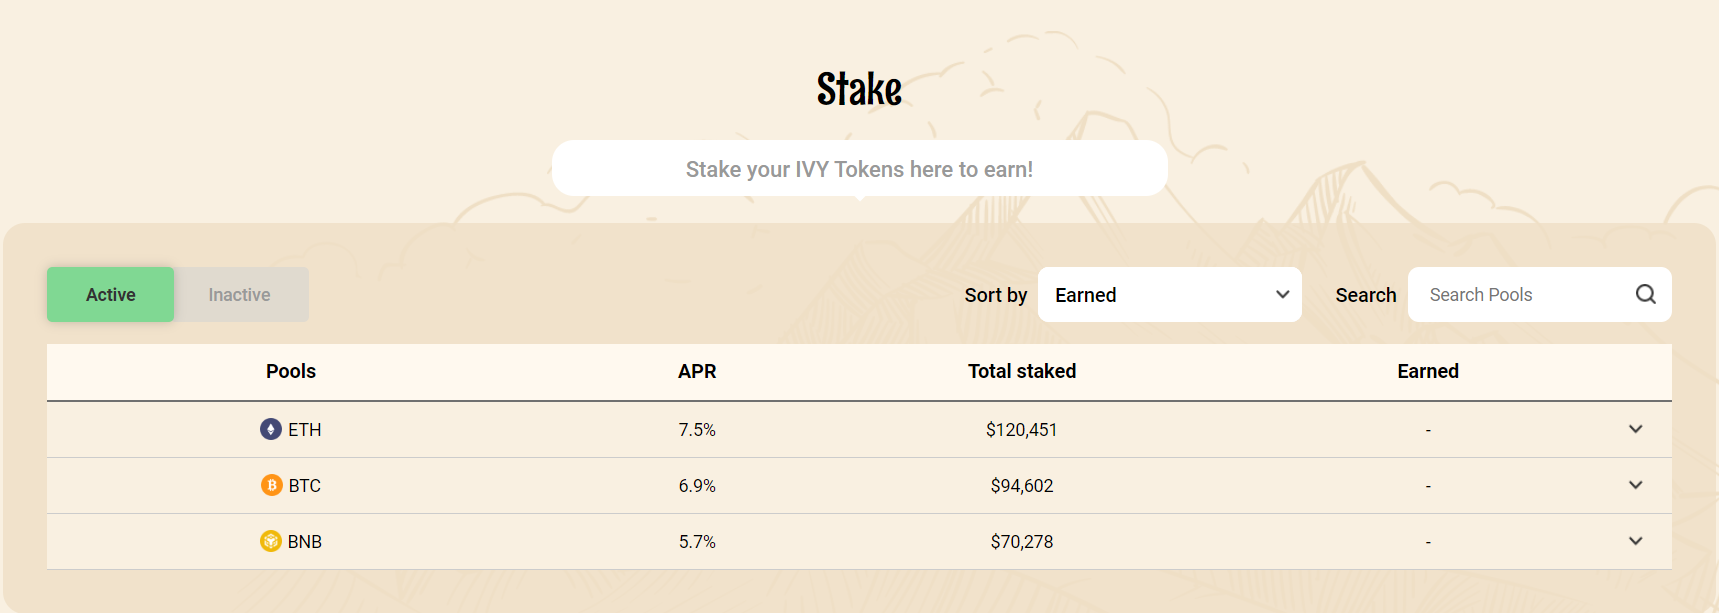 Stake
Stake your IVY Tokens here to earn!
Active Inactive Sort by Earned Search Search Pools
Pools APR Total staked Earned
ETH 7.5% $120,451 -
BTC 6.9% $94,602 -
BNB 5.7% $70,278 -